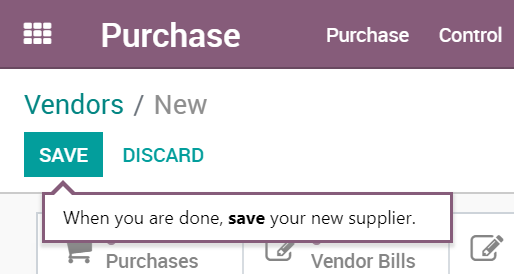 Purchase Purchase Control
Vendors / New
SAVE DISCARD
When you are done, save your new supplier.
Purchases Vendor Bills